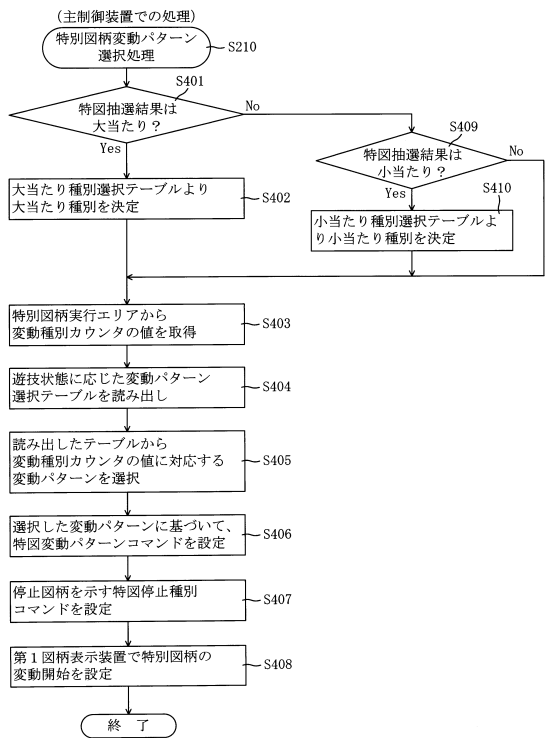 (主制御装置での処理)
特別図柄変動パターン
選択処理
S210
S401
特図抽選結果は
大当たり？
No
Yes
S409
特図抽選結果は
小当たり？
No
Yes
大当たり種別選択テーブルより
大当たり種別を決定
S402
S410
小当たり種別選択テーブルよ
り小当たり種別を決定
特別図柄実行エリアから
変動種別カウンタの値を取得
S403
遊技状態に応じた変動パターン
選択テーブルを読み出し
S404
読み出したテーブルから
変動種別カウンタの値に対応する
変動パターンを選択
S405
選択した変動パターンに基づいて、
特図変動パターンコマンドを設定
S406
停止図柄を示す特図停止種別
コマンドを設定
S407
第１図柄表示装置で特別図柄の
変動開始を設定
S408
終　了